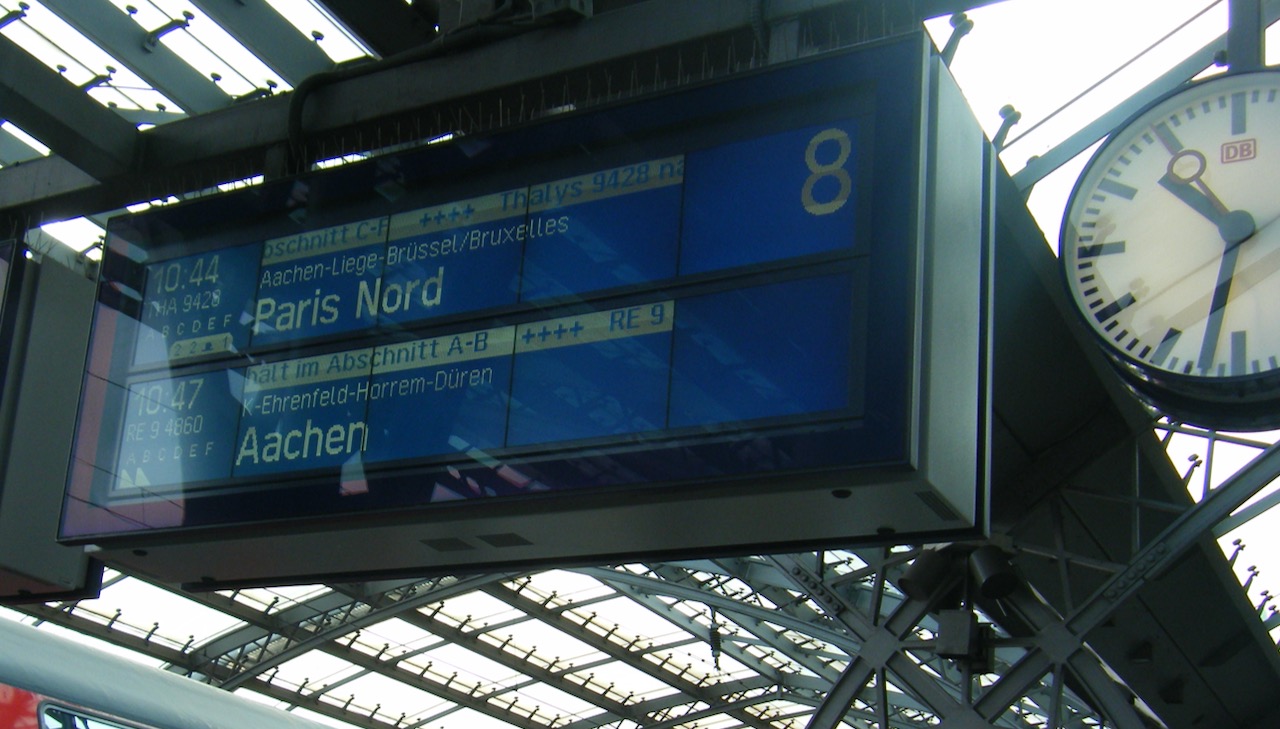 bschnitt C-F ++++ Thalys 9428 na
8
10:44
Aachen-Liege-Brüssel/Bruxelles
THA 9428
Paris Nord
A B C D E F
hält im Abschnitt A-B ++++ RE 9
10:47
K-Ehrenfeld-Horrem-Düren
RE 9 4860
Aachen
A B C D E F
DB